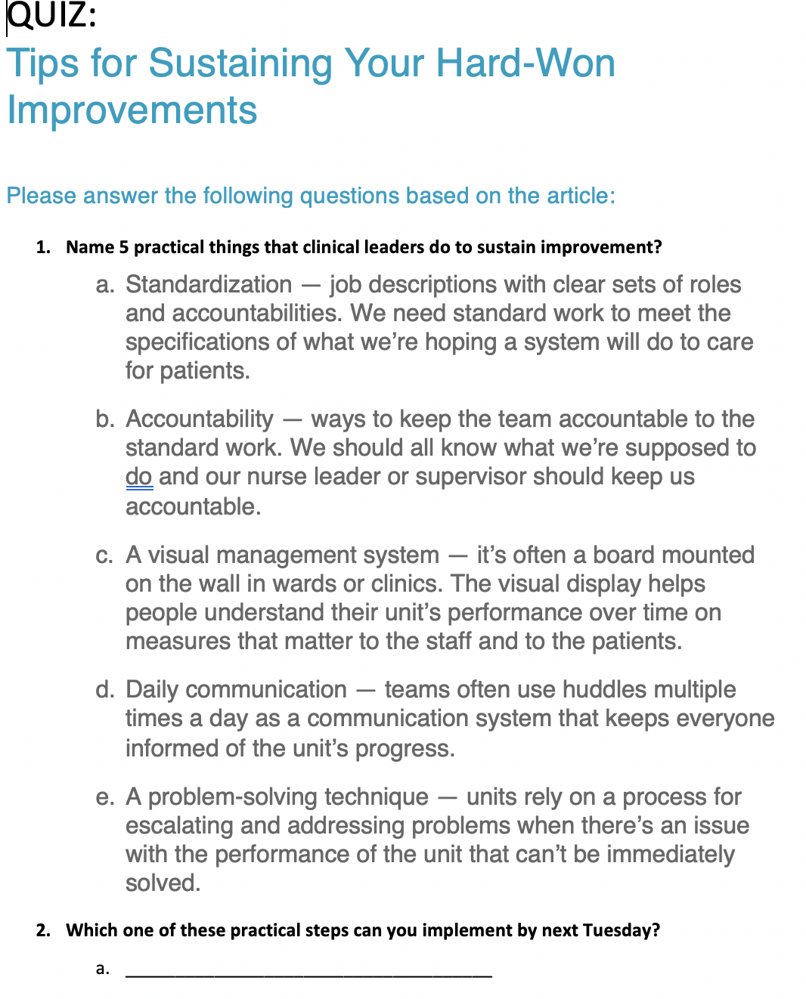 QUIZ:
Tips for Sustaining Your Hard-Won
Improvements
Please answer the following questions based on the article:
1. Name 5 practical things that clinical leaders do to sustain improvement?
a. Standardization — job descriptions with clear sets of roles
and accountabilities. We need standard work to meet the
specifications of what we’re hoping a system will do to care
for patients.
b. Accountability — ways to keep the team accountable to the
standard work. We should all know what we’re supposed to
do and our nurse leader or supervisor should keep us
accountable.
c. A visual management system — it’s often a board mounted
on the wall in wards or clinics. The visual display helps
people understand their unit’s performance over time on
measures that matter to the staff and to the patients.
d. Daily communication — teams often use huddles multiple
times a day as a communication system that keeps everyone
informed of the unit’s progress.
e. A problem-solving technique — units rely on a process for
escalating and addressing problems when there’s an issue
with the performance of the unit that can’t be immediately
solved.
2. Which one of these practical steps can you implement by next Tuesday?
a. ____________________________________